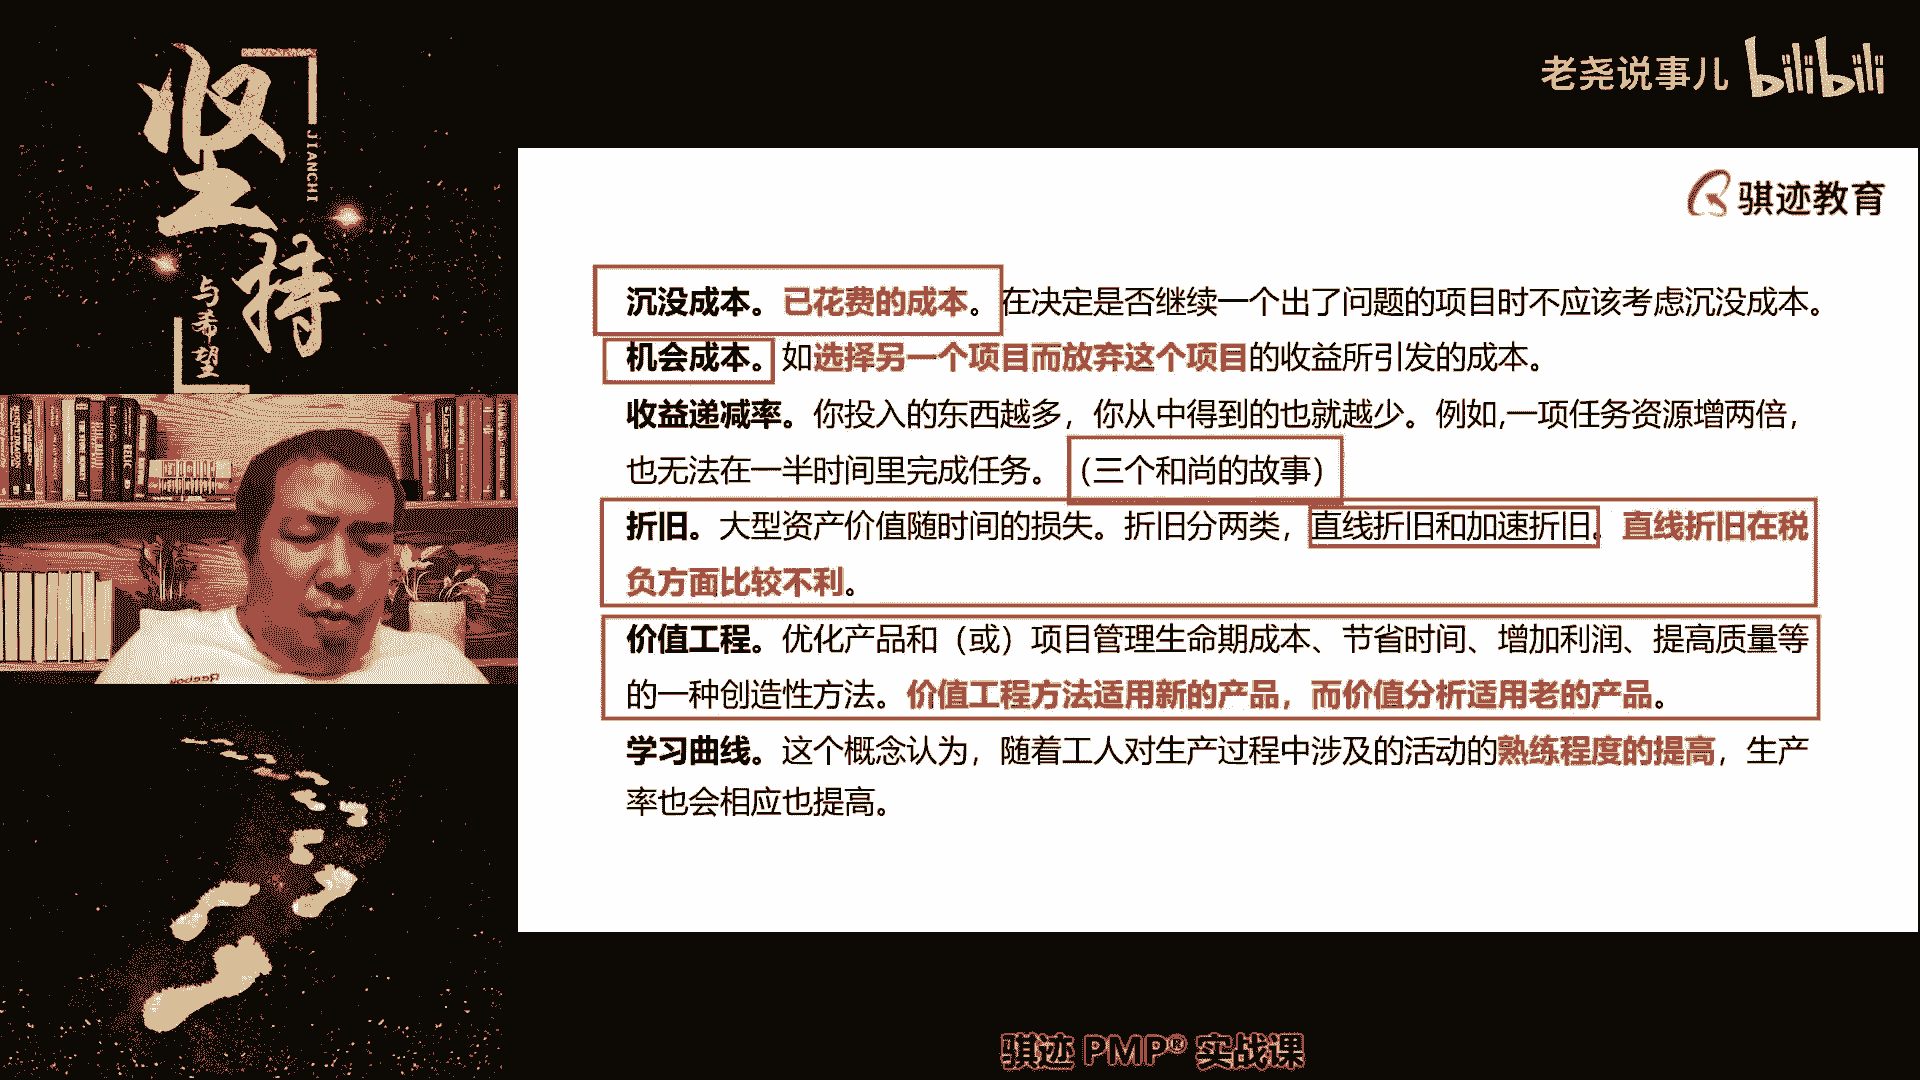 坚持
JIANCHI
与希望
老尧说事儿 bilibili
骐迹教育
沉没成本。已花费的成本。在决定是否继续一个出了问题的项目时不应该考虑沉没成本。
机会成本。如选择另一个项目而放弃这个项目的收益所引发的成本。
收益递减率。你投入的东西越多，你从中得到的也就越少。例如,一项任务资源增两倍，
也无法在一半时间里完成任务。（三个和尚的故事）
折旧。大型资产价值随时间的损失。折旧分两类，直线折旧和加速折旧。直线折旧在税
负方面比较不利。
价值工程。优化产品和（或）项目管理生命期成本、节省时间、增加利润、提高质量等
的一种创造性方法。价值工程方法适用新的产品，而价值分析适用老的产品。
学习曲线。这个概念认为，随着工人对生产过程中涉及的活动的熟练程度的提高，生产
率也会相应也提高。
骐迹 PMP® 实战课